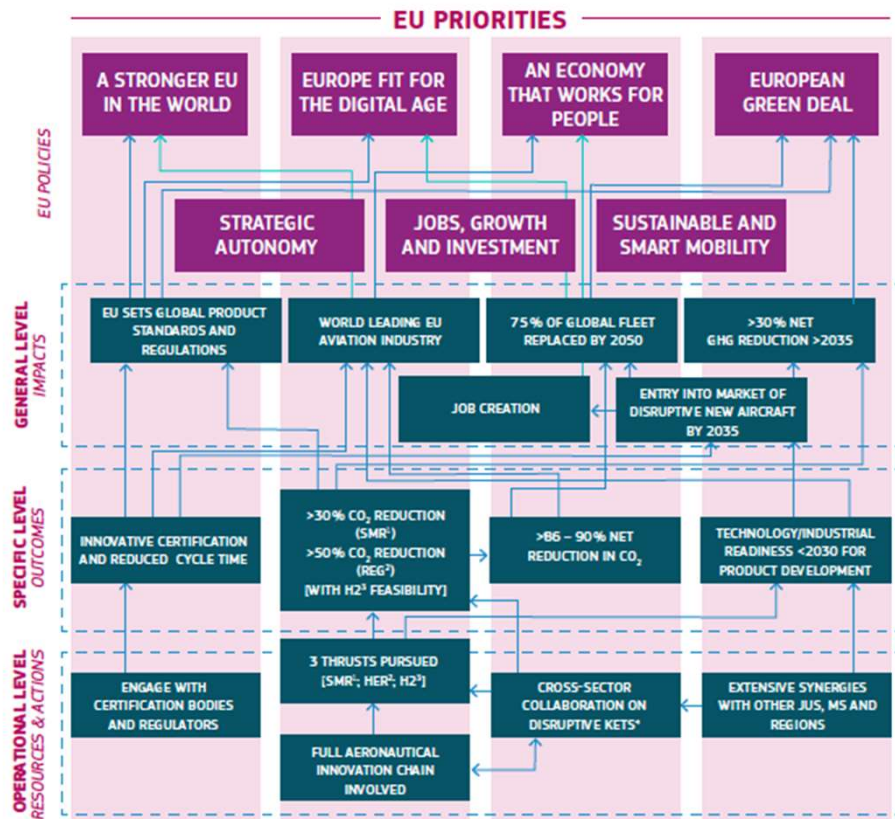 EU PRIORITIES
A STRONGER EU
IN THE WORLD
EUROPE FIT FOR
THE DIGITAL AGE
AN ECONOMY
THAT WORKS FOR
PEOPLE
EUROPEAN
GREEN DEAL
EU POLICIES
STRATEGIC
AUTONOMY
JOBS, GROWTH
AND INVESTMENT
SUSTAINABLE AND
SMART MOBILITY
GENERAL LEVEL
IMPACTS
EU SETS GLOBAL PRODUCT
STANDARDS AND
REGULATIONS
WORLD LEADING EU
AVIATION INDUSTRY
75% OF GLOBAL FLEET
REPLACED BY 2050
>30% NET
GHG REDUCTION >2035
JOB CREATION
ENTRY INTO MARKET OF
DISRUPTIVE NEW AIRCRAFT
BY 2035
SPECIFIC LEVEL
OUTCOMES
INNOVATIVE CERTIFICATION
AND REDUCED CYCLE TIME
>30% CO₂ REDUCTION
(SMR¹)
>50% CO₂ REDUCTION
(REG²)
[WITH H2³ FEASIBILITY]
>86 – 90% NET
REDUCTION IN CO₂
TECHNOLOGY/INDUSTRIAL
READINESS <2030 FOR
PRODUCT DEVELOPMENT
OPERATIONAL LEVEL
RESOURCES & ACTIONS
ENGAGE WITH
CERTIFICATION BODIES
AND REGULATORS
3 THRUSTS PURSUED
[SMR¹; HER²; H2³]
CROSS-SECTOR
COLLABORATION ON
DISRUPTIVE KETS⁴
EXTENSIVE SYNERGIES
WITH OTHER JUS, MS AND
REGIONS
FULL AERONAUTICAL
INNOVATION CHAIN
INVOLVED